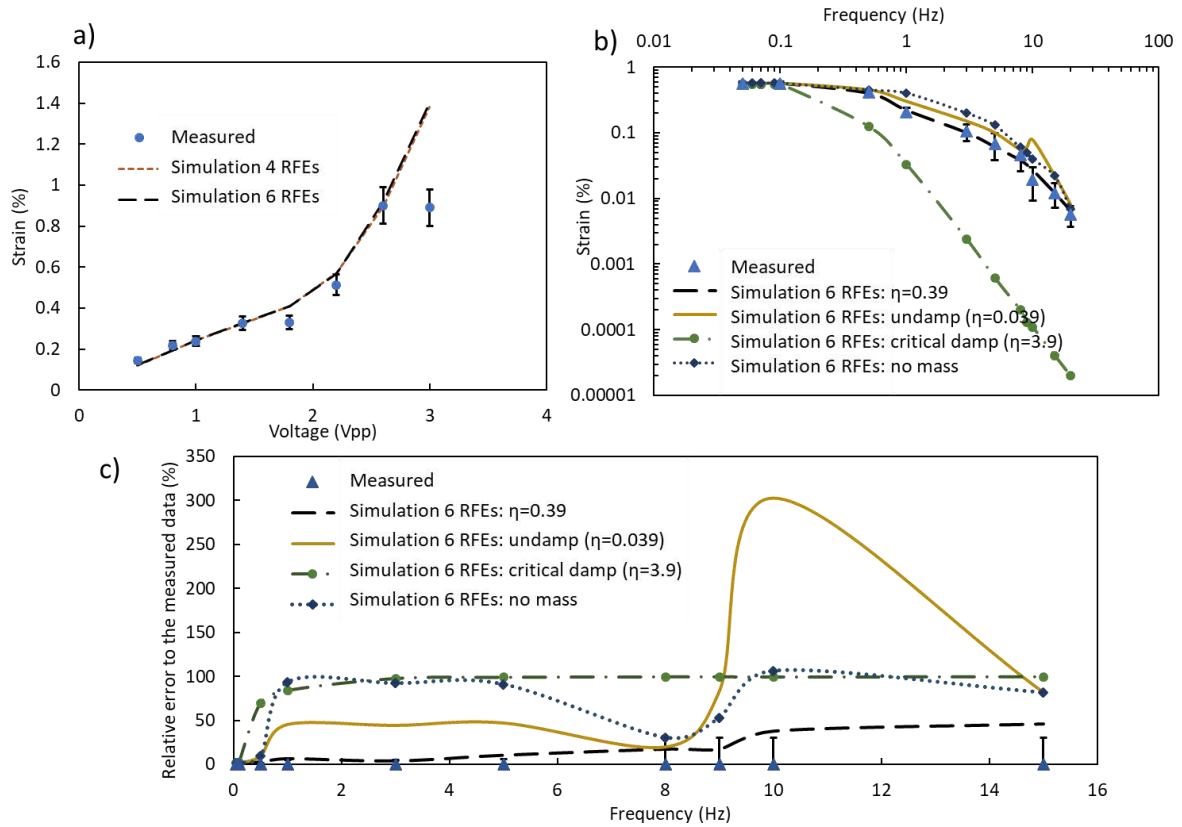 a)
1.6
1.4
1.2
1
0.8
0.6
0.4
0.2
0
Strain (%)
Measured
Simulation 4 RFEs
Simulation 6 RFEs
0 1 2 3 4
Voltage (Vpp)
b)
Frequency (Hz)
0.01 0.1 1 10 100
1
0.1
0.01
0.001
0.0001
0.00001
Strain (%)
Measured
Simulation 6 RFEs: η=0.39
Simulation 6 RFEs: undamp (η=0.039)
Simulation 6 RFEs: critical damp (η=3.9)
Simulation 6 RFEs: no mass
c)
350
300
250
200
150
100
50
0
Relative error to the measured data (%)
Measured
Simulation 6 RFEs: η=0.39
Simulation 6 RFEs: undamp (η=0.039)
Simulation 6 RFEs: critical damp (η=3.9)
Simulation 6 RFEs: no mass
0 2 4 6 8 10 12 14 16
Frequency (Hz)